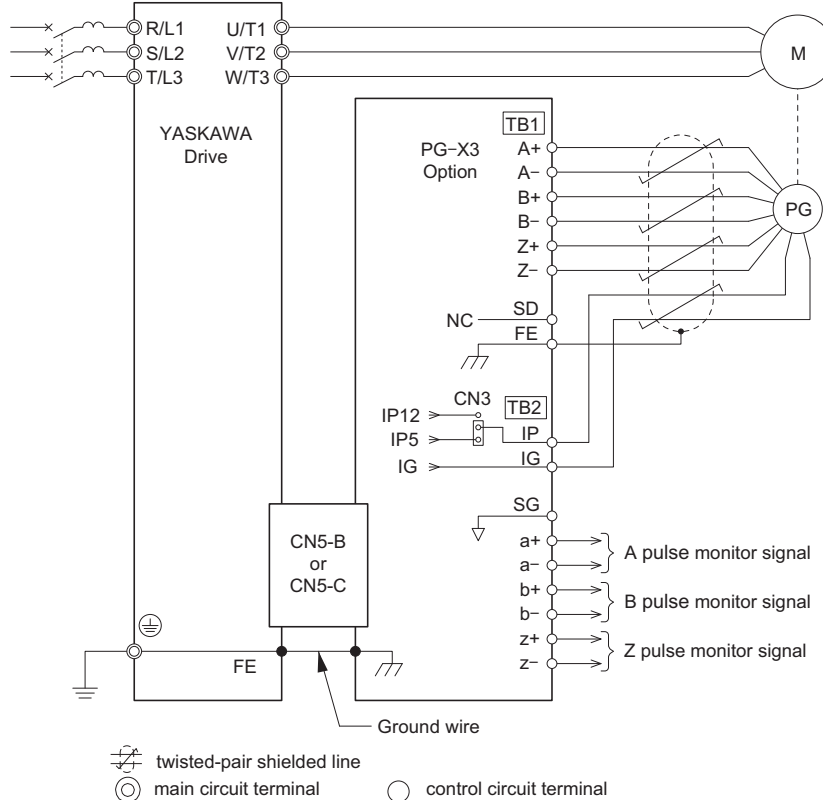 R/L1
U/T1
S/L2
V/T2
T/L3
W/T3
M
YASKAWA
Drive
PG-X3
Option
TB1
A+
A-
B+
B-
Z+
Z-
PG
NC
SD
FE
CN3
TB2
IP12
IP
IP5
IG
IG
SG
CN5-B
or
CN5-C
a+
a-
A pulse monitor signal
b+
b-
B pulse monitor signal
z+
z-
Z pulse monitor signal
FE
Ground wire
twisted-pair shielded line
main circuit terminal
control circuit terminal